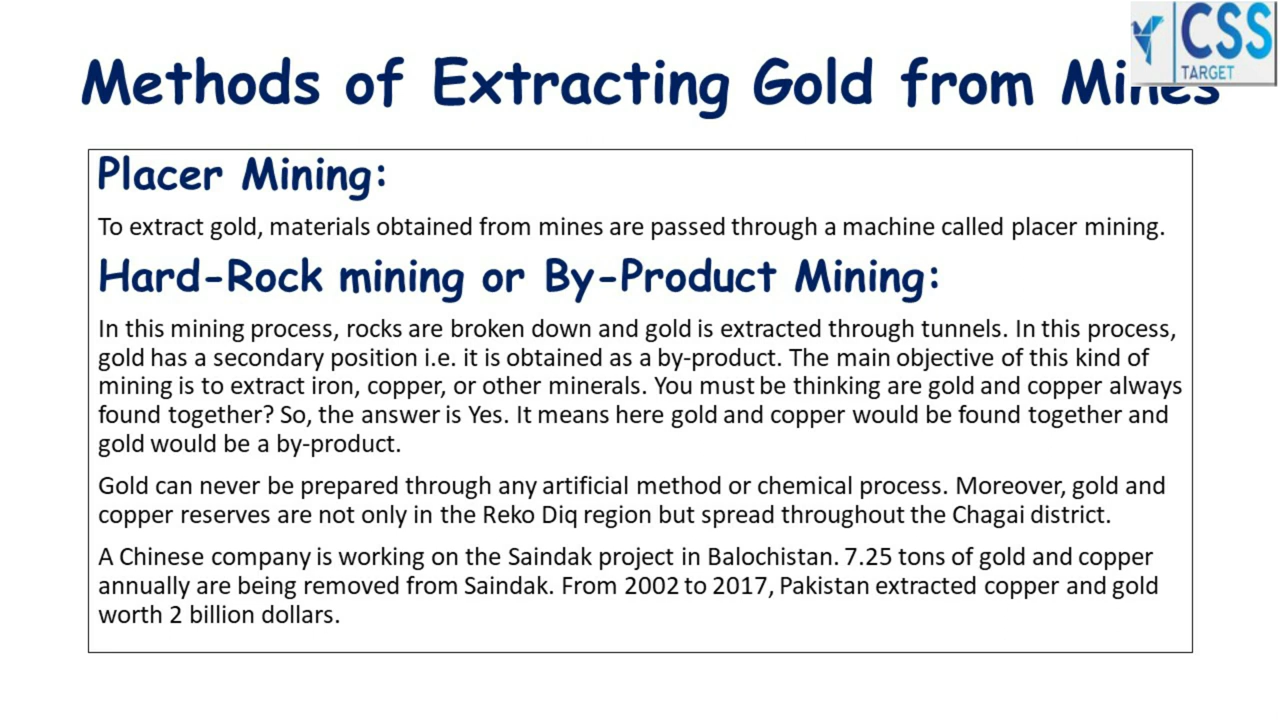 CSS
TARGET
Methods of Extracting Gold from Mines
Placer Mining:
To extract gold, materials obtained from mines are passed through a machine called placer mining.
Hard-Rock mining or By-Product Mining:
In this mining process, rocks are broken down and gold is extracted through tunnels. In this process,
gold has a secondary position i.e. it is obtained as a by-product. The main objective of this kind of
mining is to extract iron, copper, or other minerals. You must be thinking are gold and copper always
found together? So, the answer is Yes. It means here gold and copper would be found together and
gold would be a by-product.
Gold can never be prepared through any artificial method or chemical process. Moreover, gold and
copper reserves are not only in the Reko Diq region but spread throughout the Chagai district.
A Chinese company is working on the Saindak project in Balochistan. 7.25 tons of gold and copper
annually are being removed from Saindak. From 2002 to 2017, Pakistan extracted copper and gold
worth 2 billion dollars.